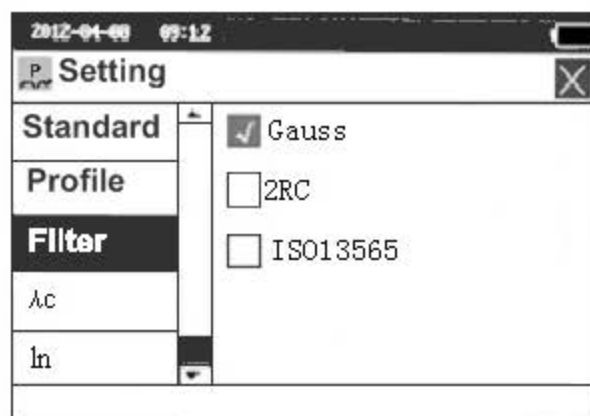 2012-04-08 09:12
P Setting
Standard
Profile
Filter
λc
ln
Gauss
2RC
ISO13565